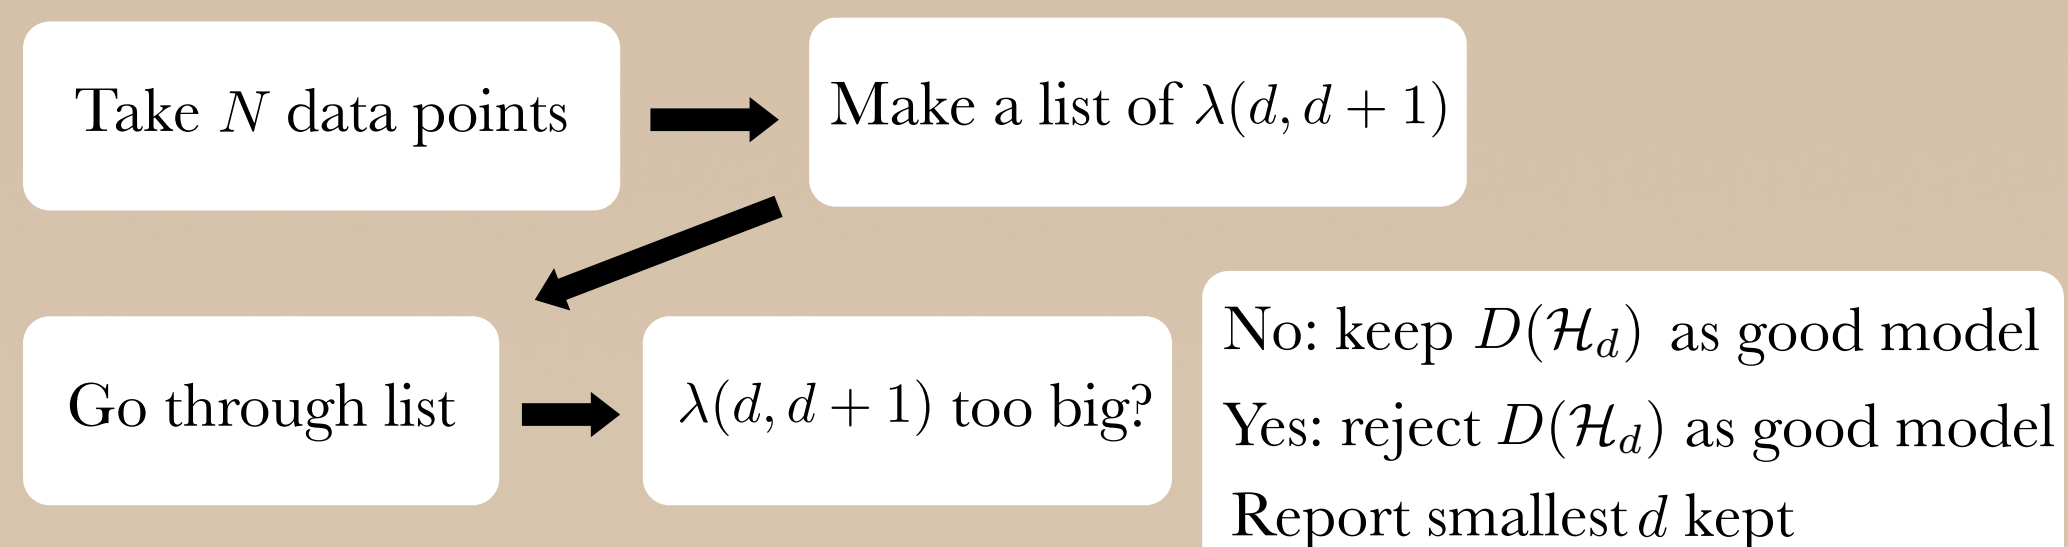 Take N data points
Make a list of λ(d, d + 1)
Go through list
λ(d, d + 1) too big?
No: keep D(ℋ_d) as good model
Yes: reject D(ℋ_d) as good model
Report smallest d kept